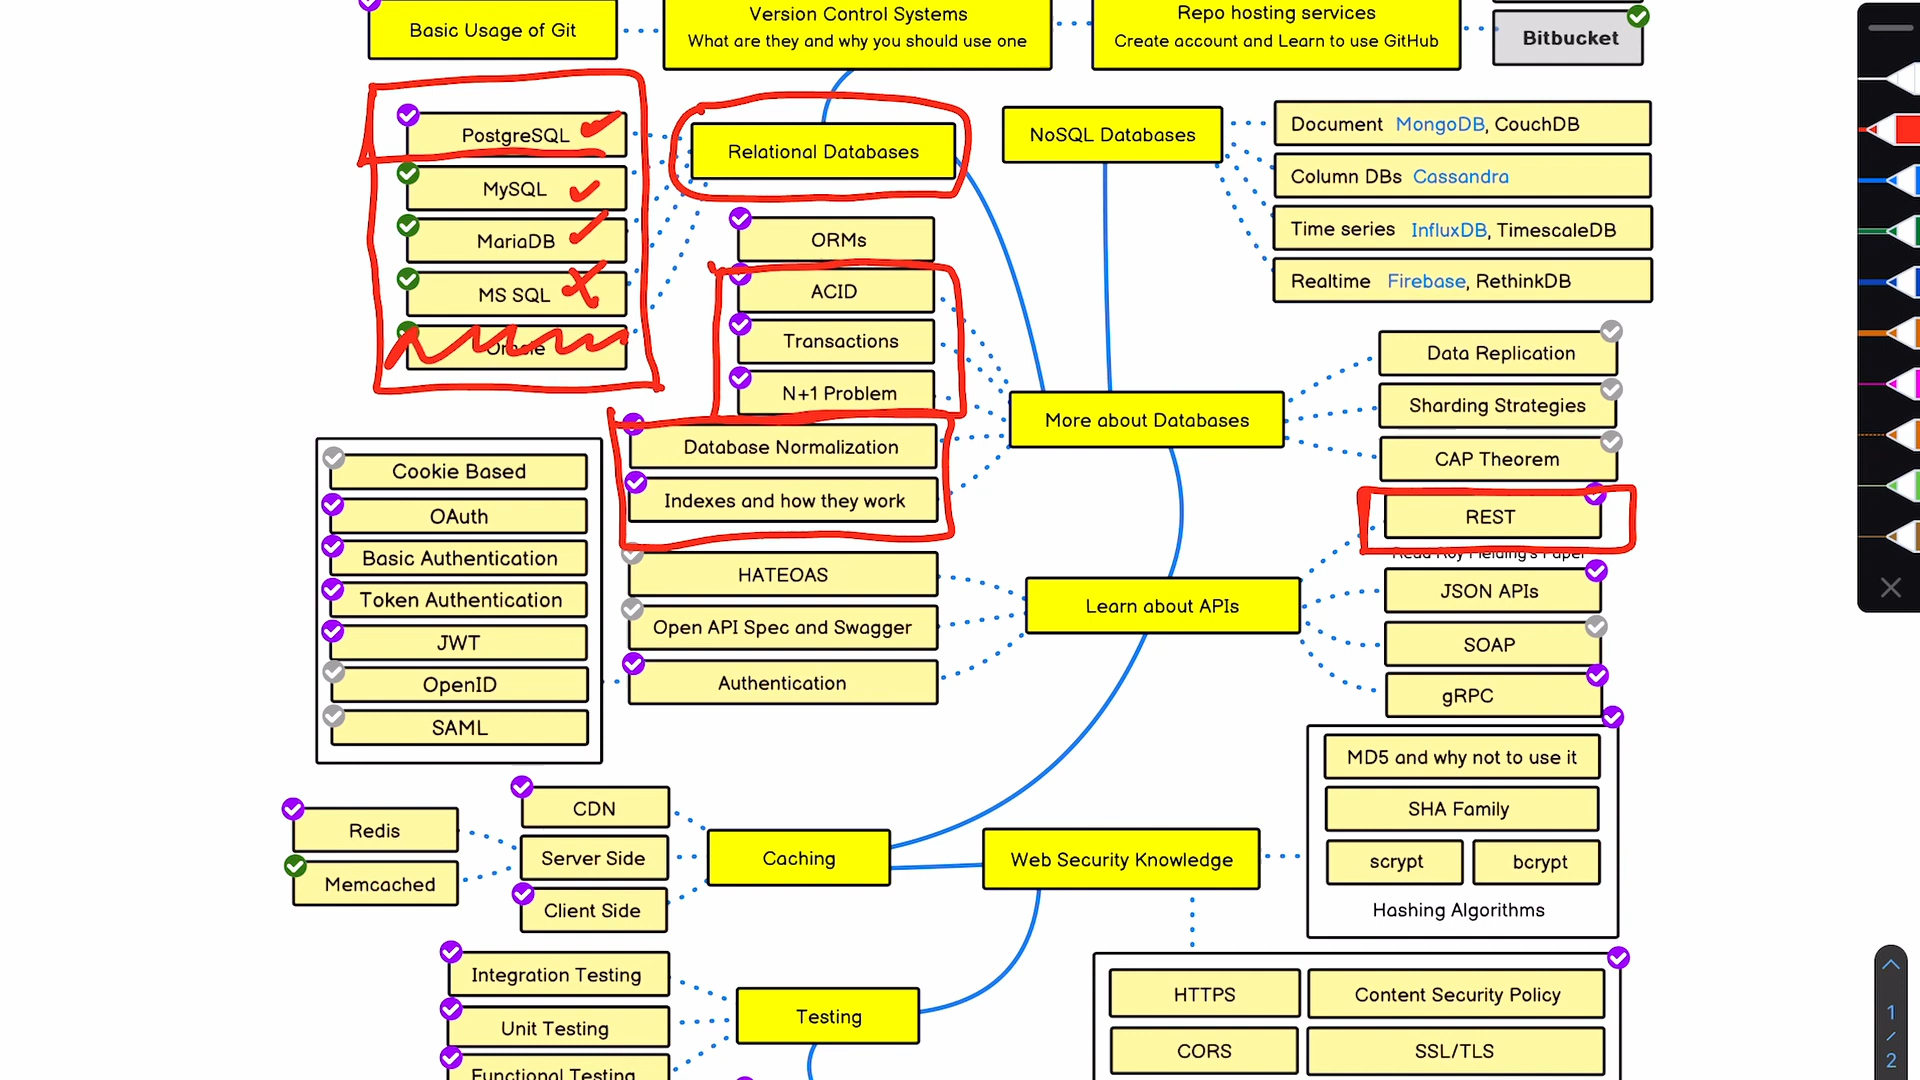 Basic Usage of Git
Version Control Systems
What are they and why you should use one
Repo hosting services
Create account and Learn to use GitHub
Bitbucket
PostgreSQL
MySQL
MariaDB
MS SQL
Oracle
Relational Databases
NoSQL Databases
Document MongoDB, CouchDB
Column DBs Cassandra
Time series InfluxDB, TimescaleDB
Realtime Firebase, RethinkDB
ORMs
ACID
Transactions
N+1 Problem
Database Normalization
Indexes and how they work
More about Databases
Data Replication
Sharding Strategies
CAP Theorem
REST
Read Roy Fielding's Paper
JSON APIs
SOAP
gRPC
Learn about APIs
HATEOAS
Open API Spec and Swagger
Authentication
Cookie Based
OAuth
Basic Authentication
Token Authentication
JWT
OpenID
SAML
Redis
Memcached
CDN
Server Side
Client Side
Caching
Web Security Knowledge
MD5 and why not to use it
SHA Family
scrypt
bcrypt
Hashing Algorithms
Integration Testing
Unit Testing
Functional Testing
Testing
HTTPS
Content Security Policy
CORS
SSL/TLS
1
/
2